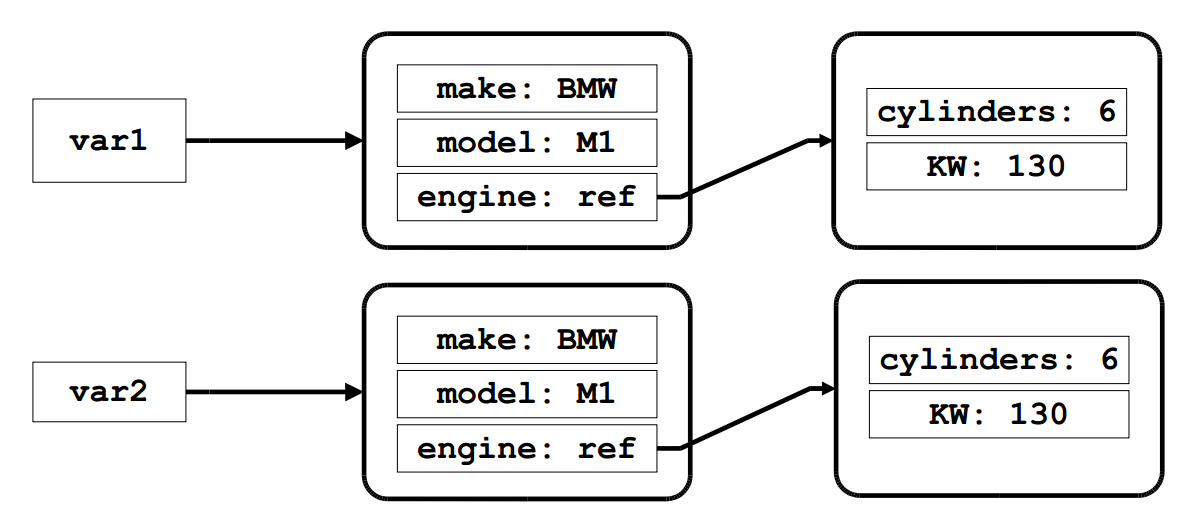 var1
make: BMW
model: M1
engine: ref
cylinders: 6
KW: 130
var2
make: BMW
model: M1
engine: ref
cylinders: 6
KW: 130